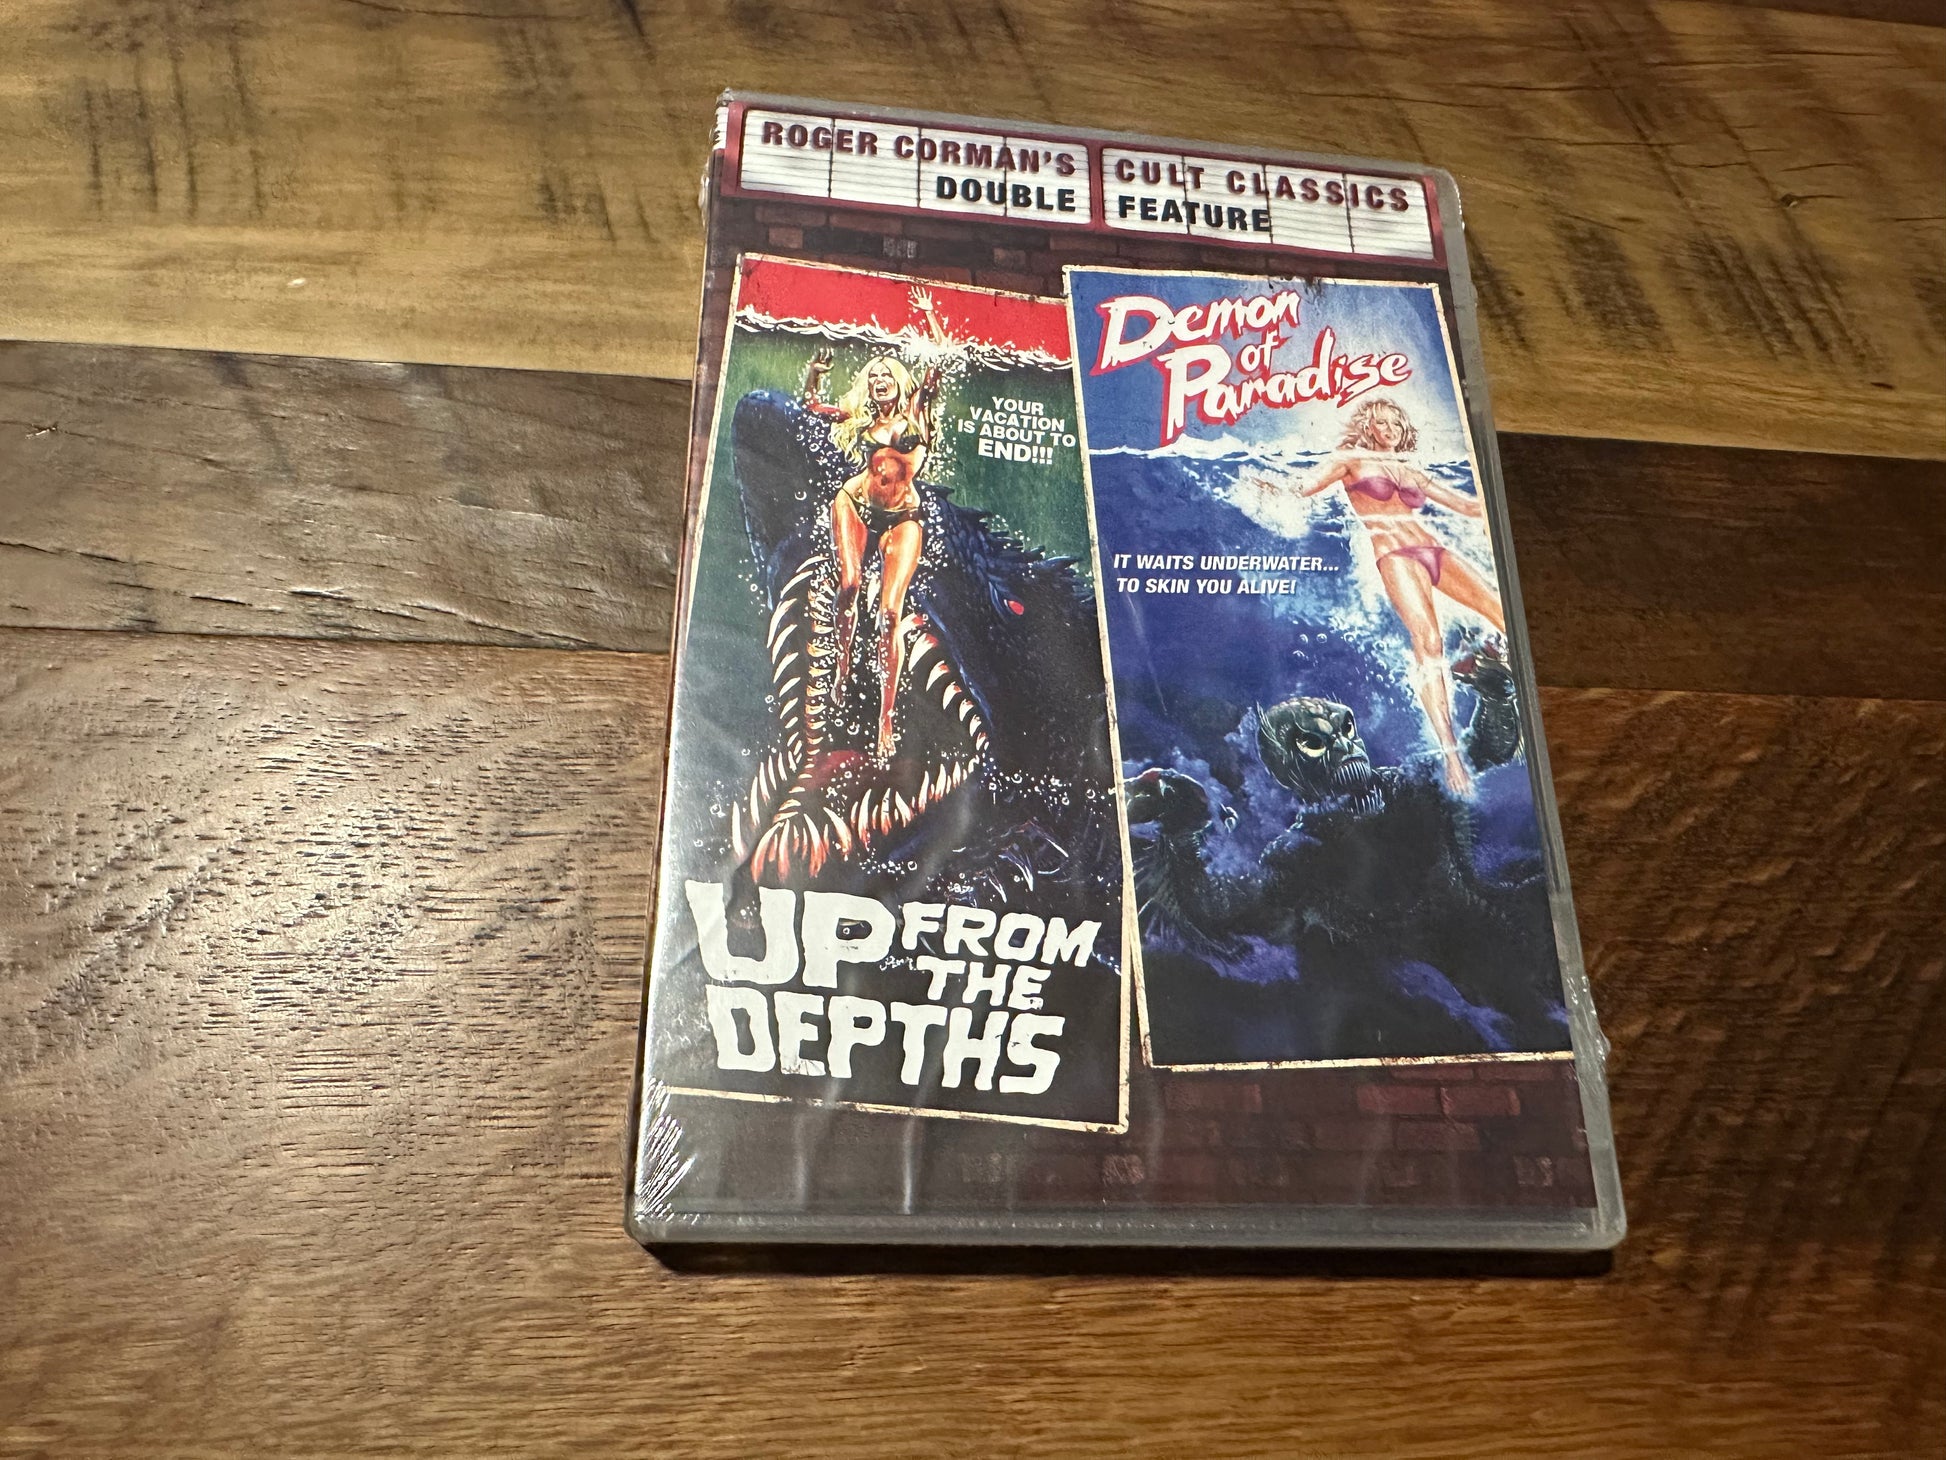 ROGER CORMAN'S CULT CLASSICS
DOUBLE FEATURE
YOUR
VACATION
IS ABOUT TO
END!!!
UP FROM
THE
DEPTHS
Demon
of
Paradise
IT WAITS UNDERWATER...
TO SKIN YOU ALIVE!